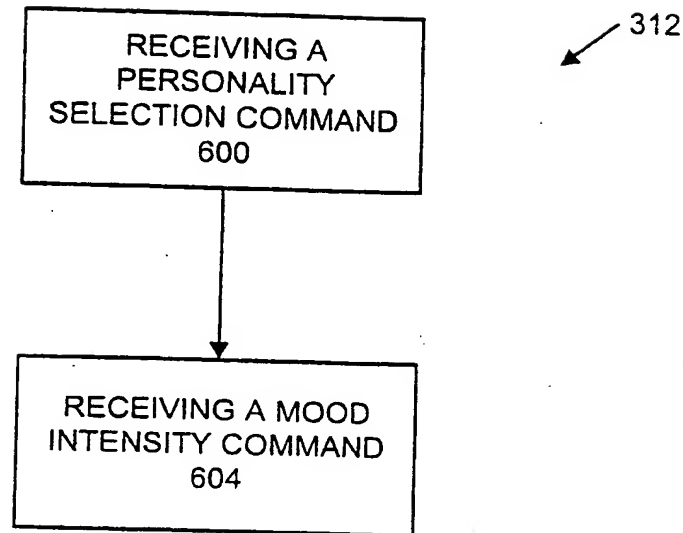 312
RECEIVING A
PERSONALITY
SELECTION COMMAND
600
RECEIVING A MOOD
INTENSITY COMMAND
604